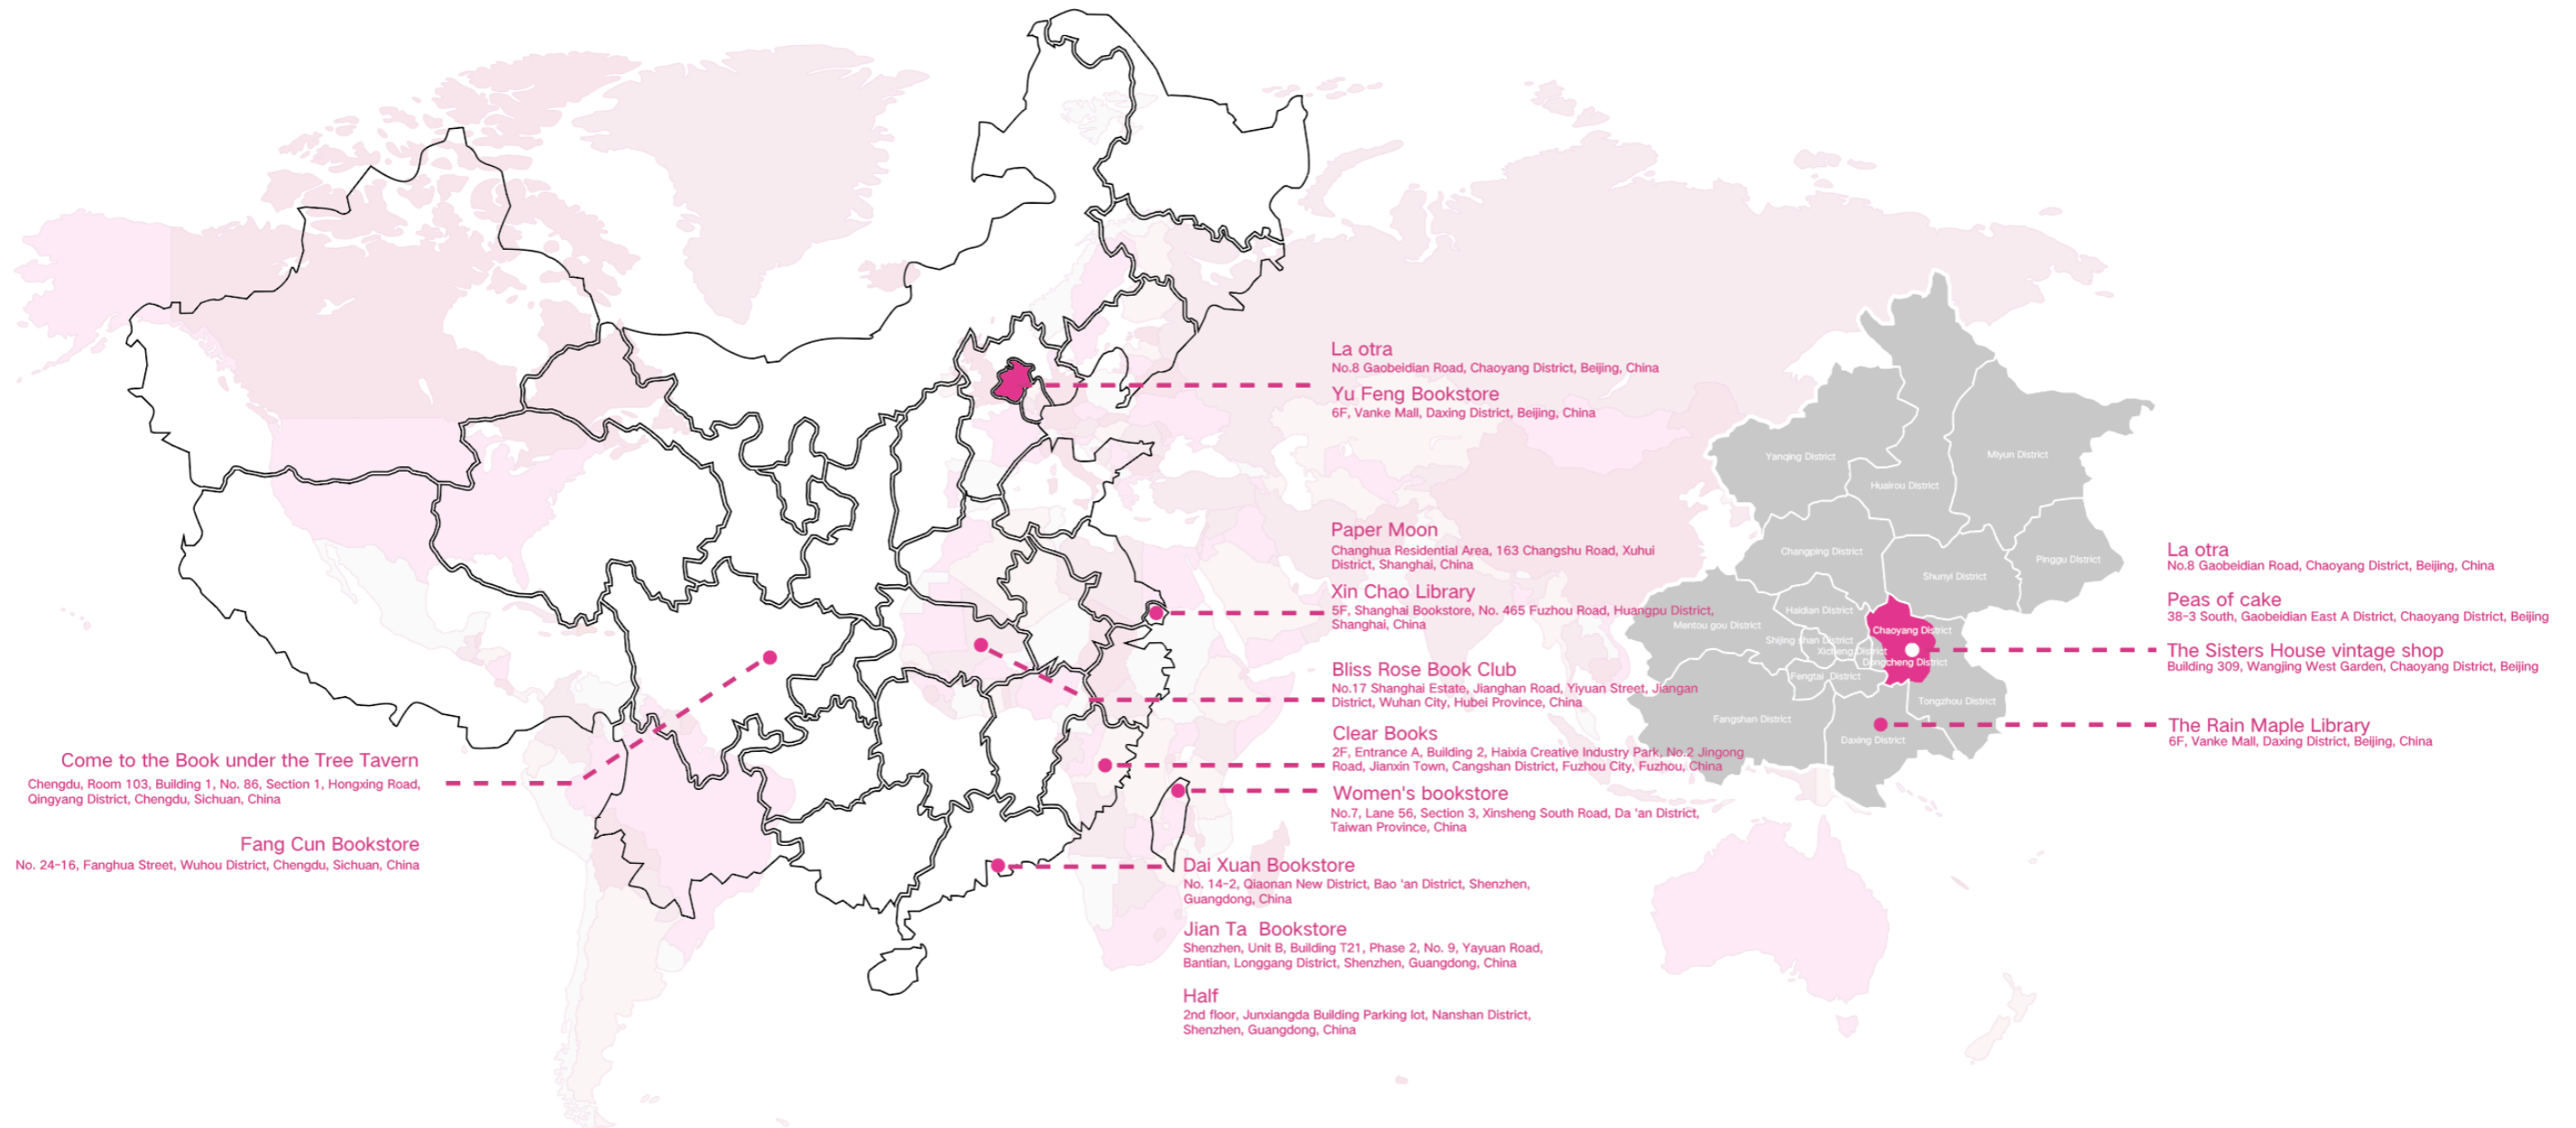 La otra
No.8 Gaobeidian Road, Chaoyang District, Beijing, China
Yu Feng Bookstore
6F, Vanke Mall, Daxing District, Beijing, China
Paper Moon
Changhua Residential Area, 163 Changshu Road, Xuhui
District, Shanghai, China
Xin Chao Library
5F, Shanghai Bookstore, No. 465 Fuzhou Road, Huangpu District,
Shanghai, China
Bliss Rose Book Club
No.17 Shanghai Estate, Jianghan Road, Yiyuan Street, Jiangan
District, Wuhan City, Hubei Province, China
Clear Books
2F, Entrance A, Building 2, Haixia Creative Industry Park, No.2 Jingong
Road, Jianxin Town, Cangshan District, Fuzhou City, Fuzhou, China
Women's bookstore
No.7, Lane 56, Section 3, Xinsheng South Road, Da 'an District,
Taiwan Province, China
Dai Xuan Bookstore
No. 14-2, Qiaonan New District, Bao 'an District, Shenzhen,
Guangdong, China
Jian Ta Bookstore
Shenzhen, Unit B, Building T21, Phase 2, No. 9, Yayuan Road,
Bantian, Longgang District, Shenzhen, Guangdong, China
Half
2nd floor, Junxiangda Building Parking lot, Nanshan District,
Shenzhen, Guangdong, China
Come to the Book under the Tree Tavern
Chengdu, Room 103, Building 1, No. 86, Section 1, Hongxing Road,
Qingyang District, Chengdu, Sichuan, China
Fang Cun Bookstore
No. 24-16, Fanghua Street, Wuhou District, Chengdu, Sichuan, China
Yanqing District
Miyun District
Huairou District
Changping District
Pinggu District
Shunyi District
Haidian District
Mentou gou District
Chaoyang District
Shijing shan District
Xicheng District
Dongcheng District
Fengtai District
Tongzhou District
Fangshan District
Daxing District
La otra
No.8 Gaobeidian Road, Chaoyang District, Beijing, China
Peas of cake
38-3 South, Gaobeidian East A District, Chaoyang District, Beijing
The Sisters House vintage shop
Building 309, Wangjing West Garden, Chaoyang District, Beijing
The Rain Maple Library
6F, Vanke Mall, Daxing District, Beijing, China